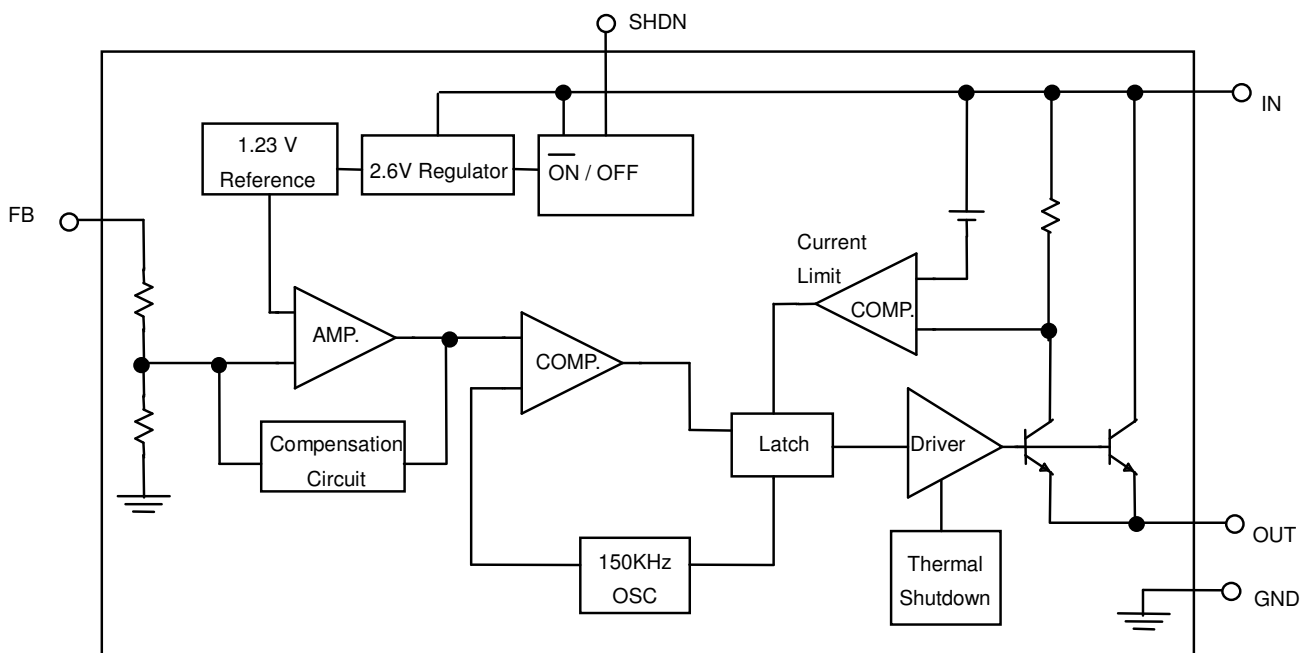 SHDN
IN
1.23 V
Reference
2.6V Regulator
ON / OFF
FB
Current
Limit
COMP.
AMP.
COMP.
Compensation
Circuit
Latch
Driver
150KHz
OSC
Thermal
Shutdown
OUT
GND